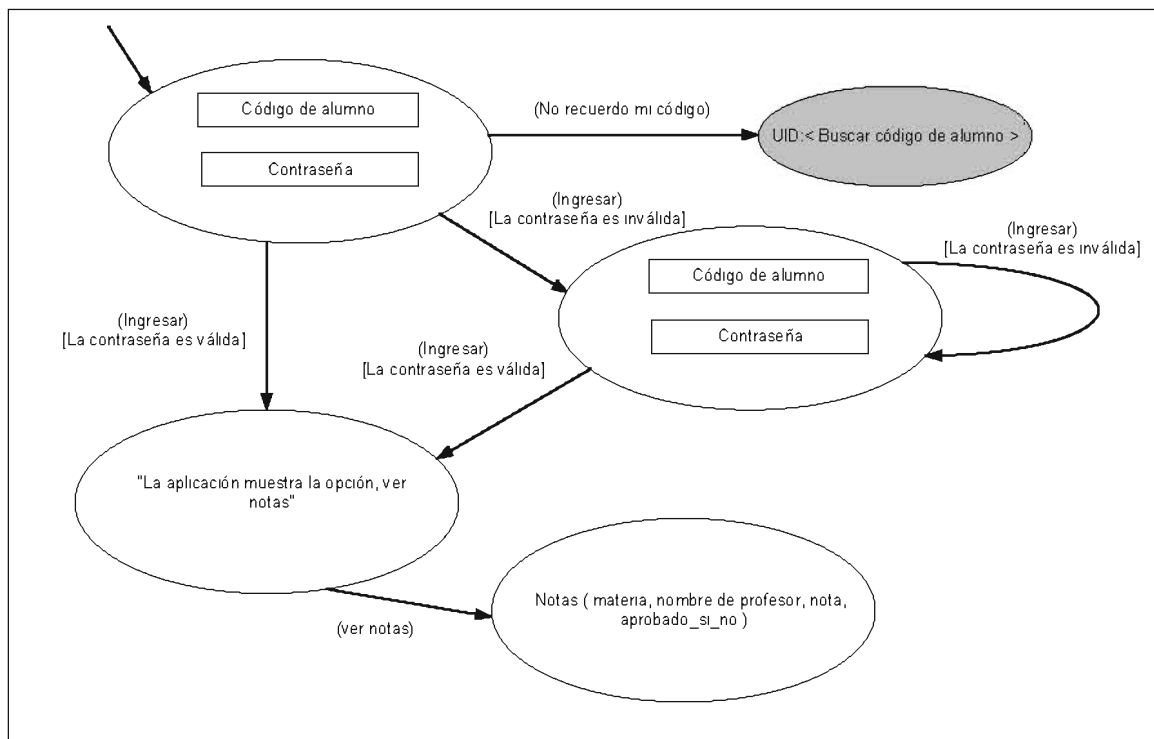 Código de alumno
Contraseña
(No recuerdo mi código)
UID:< Buscar código de alumno >
(Ingresar)
[La contraseña es inválida]
(Ingresar)
[La contraseña es inválida]
Código de alumno
Contraseña
(Ingresar)
[La contraseña es válida]
(Ingresar)
[La contraseña es válida]
"La aplicación muestra la opción, ver
notas"
(ver notas)
Notas ( materia, nombre de profesor, nota,
aprobado_si_no )